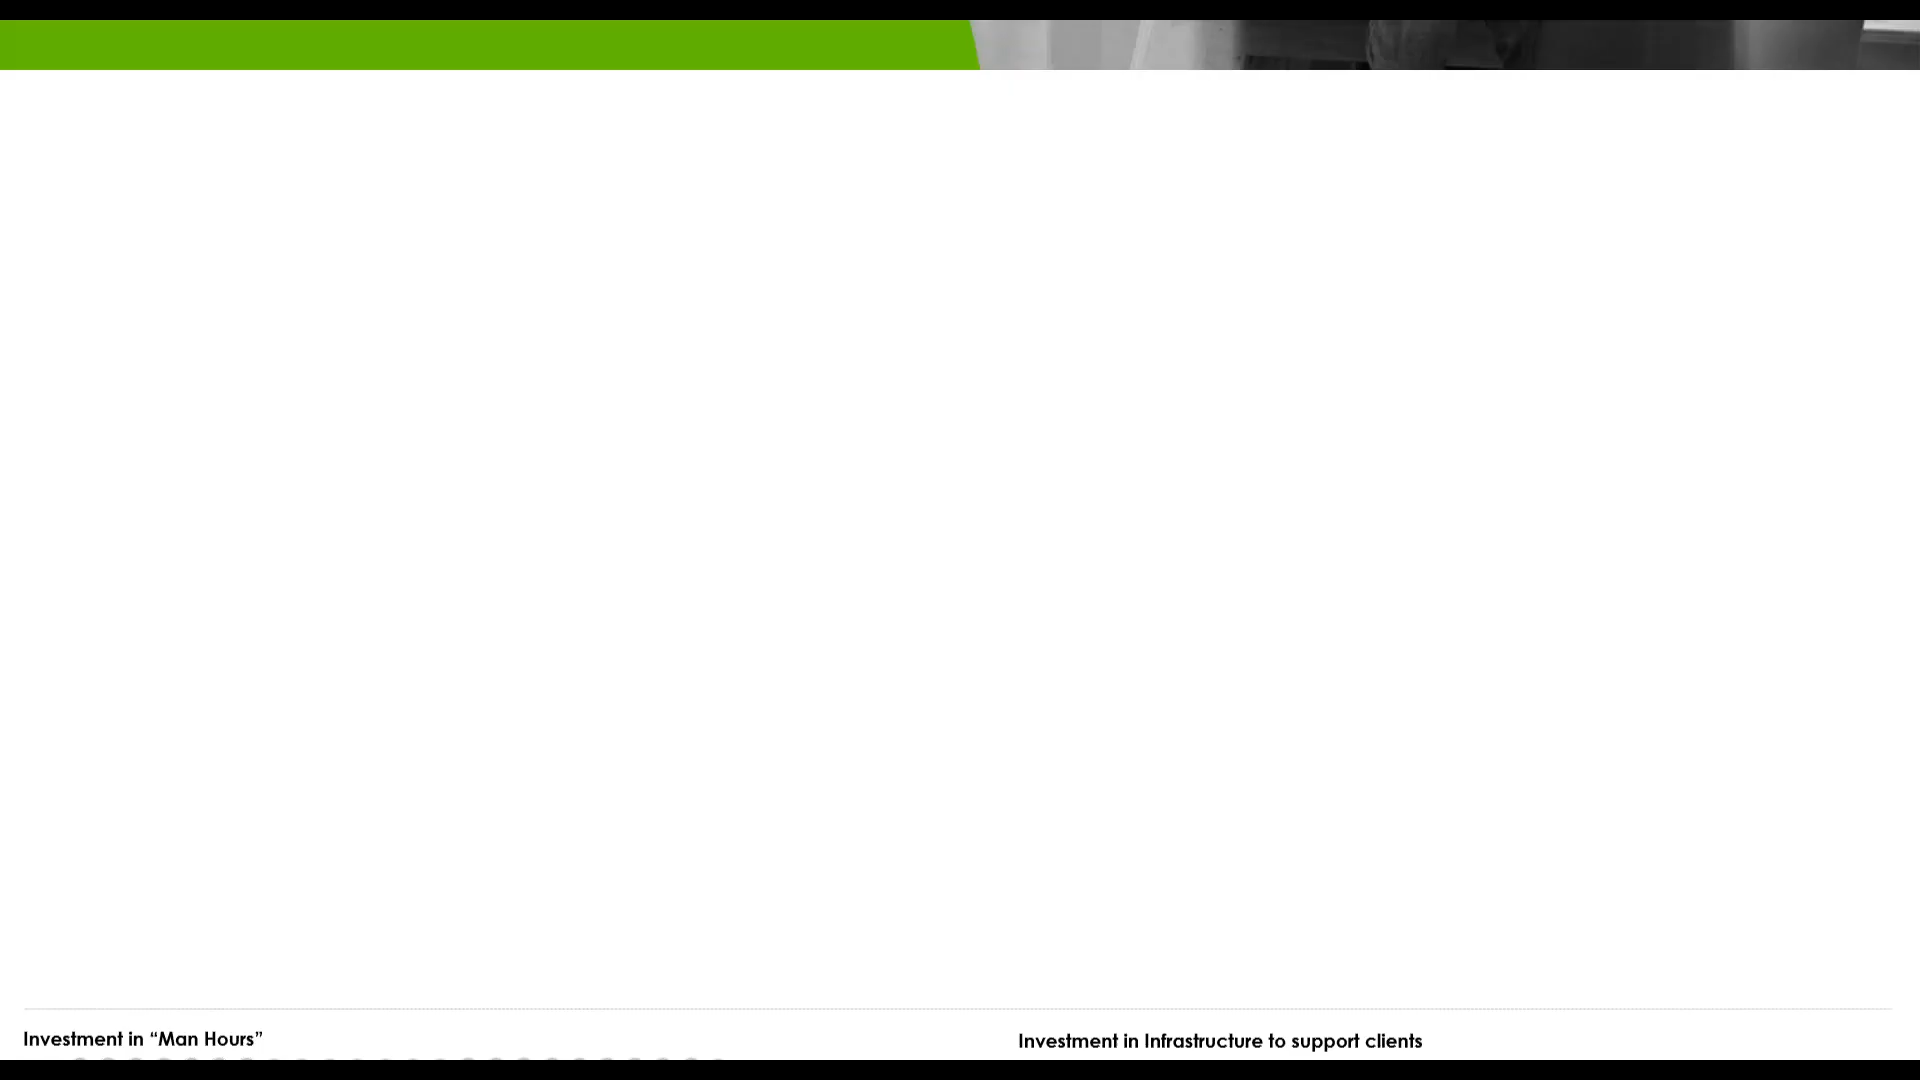 Investment in “Man Hours”
Investment in Infrastructure to support clients